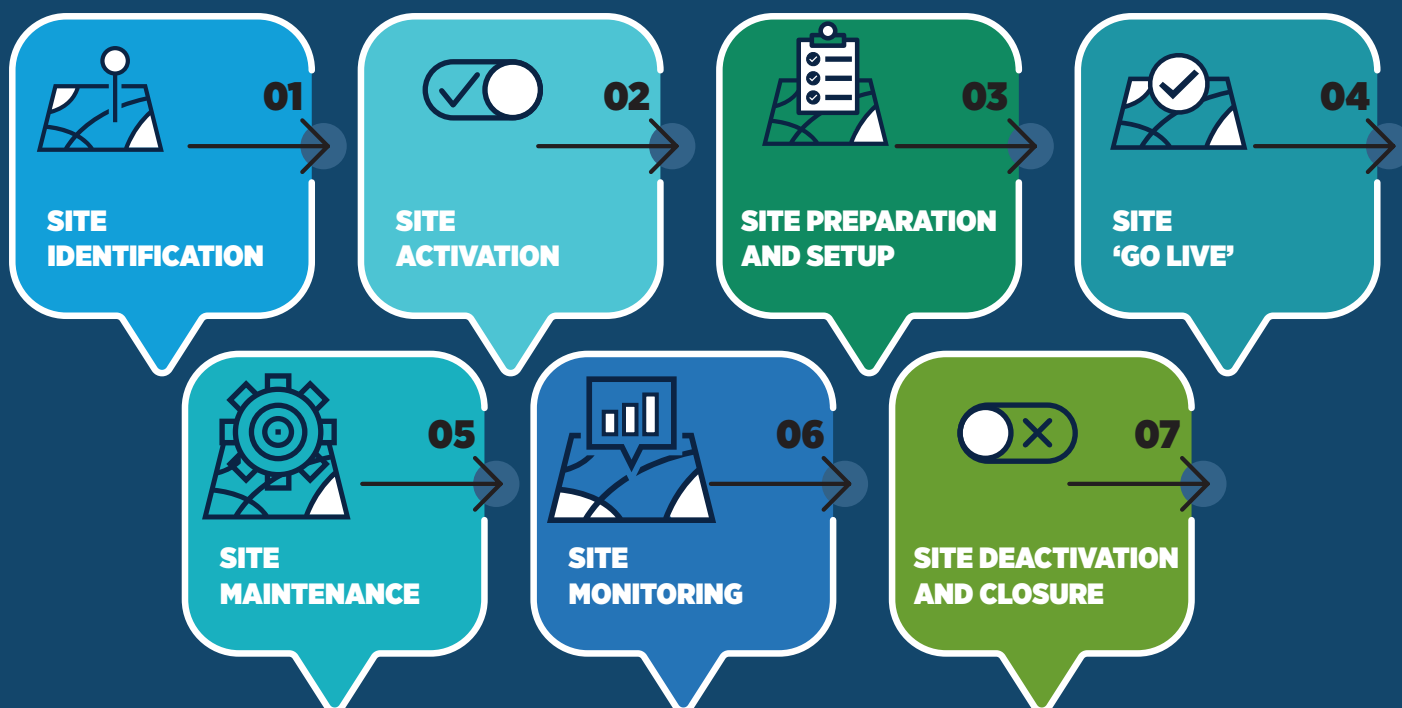 01
SITE
IDENTIFICATION
02
SITE
ACTIVATION
03
SITE PREPARATION
AND SETUP
04
SITE
‘GO LIVE’
05
SITE
MAINTENANCE
06
SITE
MONITORING
07
SITE DEACTIVATION
AND CLOSURE